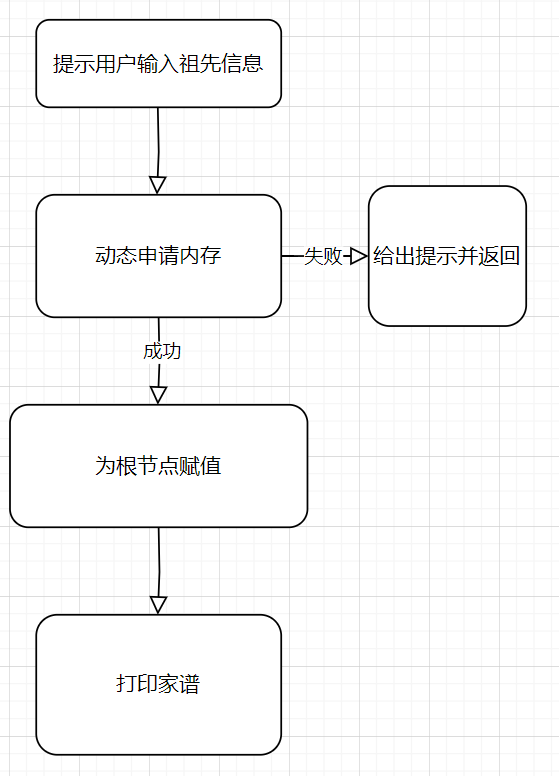 提示用户输入祖先信息
动态申请内存
失败
给出提示并返回
成功
为根节点赋值
打印家谱